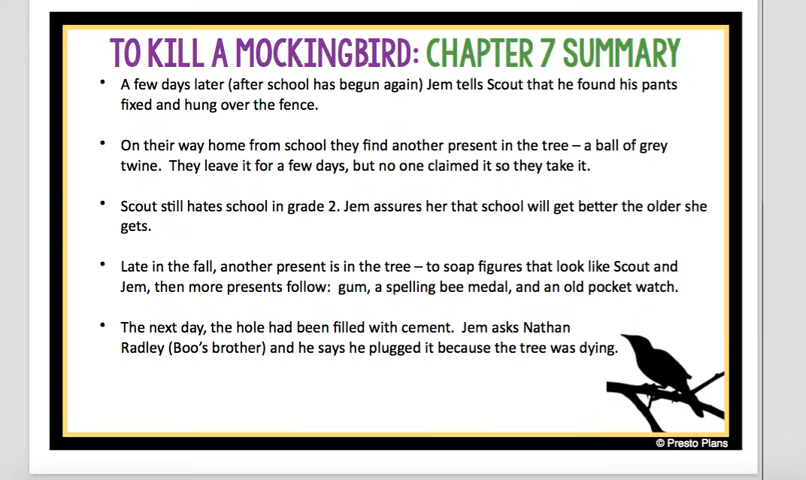 TO KILL A MOCKINGBIRD: CHAPTER 7 SUMMARY
• A few days later (after school has begun again) Jem tells Scout that he found his pants
fixed and hung over the fence.
• On their way home from school they find another present in the tree – a ball of grey
twine. They leave it for a few days, but no one claimed it so they take it.
• Scout still hates school in grade 2. Jem assures her that school will get better the older she
gets.
• Late in the fall, another present is in the tree – to soap figures that look like Scout and
Jem, then more presents follow: gum, a spelling bee medal, and an old pocket watch.
• The next day, the hole had been filled with cement. Jem asks Nathan
Radley (Boo's brother) and he says he plugged it because the tree was dying.
© Presto Plans